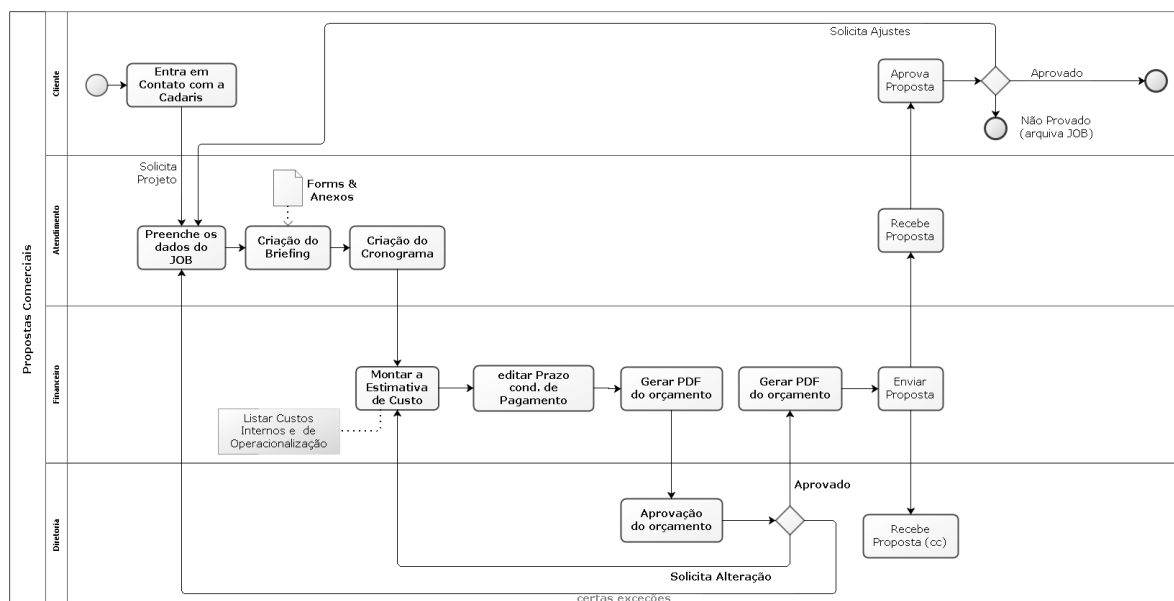 Propostas Comerciais
Cliente
Entra em
Contato com a
Cadaris
Solicita Ajustes
Aprova
Proposta
Aprovado
Não Provado
(arquiva JOB)
Atendimento
Solicita
Projeto
Forms &
Anexos
Preenche os
dados do
JOB
Criação do
Briefing
Criação do
Cronograma
Recebe
Proposta
Financeiro
Montar a
Estimativa
de Custo
editar Prazo
cond. de
Pagamento
Gerar PDF
do orçamento
Gerar PDF
do orçamento
Enviar
Proposta
Listar Custos
Internos e de
Operacionalização
Diretoria
Aprovado
Aprovação
do orçamento
Recebe
Proposta (cc)
Solicita Alteração
certas exceções